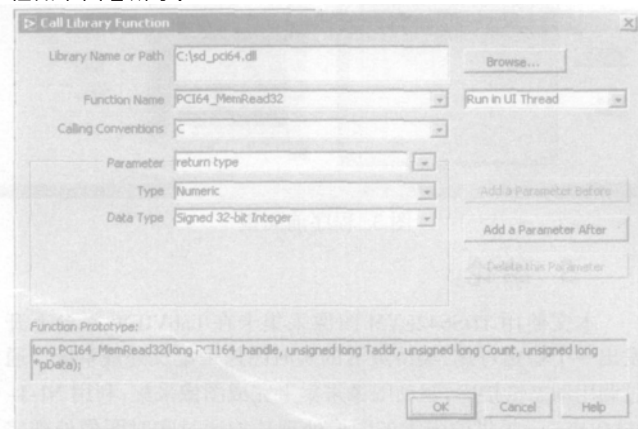 Call Library Function
Library Name or Path C:\sd_pci64.dll Browse...
Function Name PCI64_MemRead32 Run in UI Thread
Calling Conventions C
Parameter return type
Type Numeric Add a Parameter Before
Data Type Signed 32-bit Integer Add a Parameter After
Delete this Parameter
Function Prototype:
long PCI64_MemRead32(long PCI164_handle, unsigned long Taddr, unsigned long Count, unsigned long
*pData);
OK Cancel Help